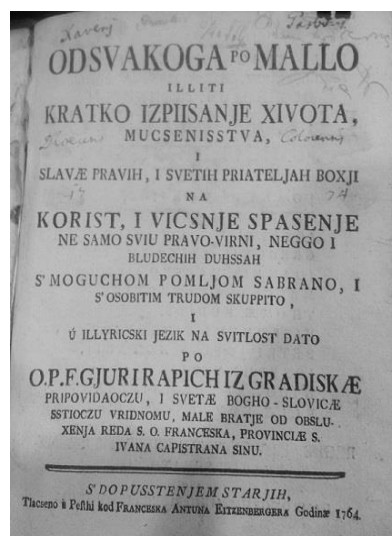 Xaverij
ODSVAKOGA PO MALLO
ILLITI
KRATKO IZPIISANJE XIVOTA,
MUCSENISSTVA,
I
SLAVÆ PRAVIH, I SVETIH PRIATELJAH BOXJI
NA
KORIST, I VICSNJE SPASENJE
NE SAMO SVIU PRAVO-VIRNI, NEGGO I
BLUDECHIH DUHSSAH
S' MOGUCHOM POMLJOM SABRANO, I
S' OSOBITIM TRUDOM SKUPPITO,
I
Ú ILLYRICSKI JEZIK NA SVITLOST DATO
PO
O.P.F. GJURI RAPICH IZ GRADISKÆ
PRIPOVIDAOCZU, I SVETÆ BOGHO-SLOVICÆ
SSTIOCZU VRIDNOMU, MALE BRATJE OD OBSLU-
XENJA REDA S. O. FRANCESKA, PROVINCIÆ S.
IVANA CAPISTRANA SINU.
S' DOPUSSTENJEM STARJIH,
Tlacseno ù Pesthi kod FRANCESKA ANTUNA EITZENBERGERA Godinæ 1764.